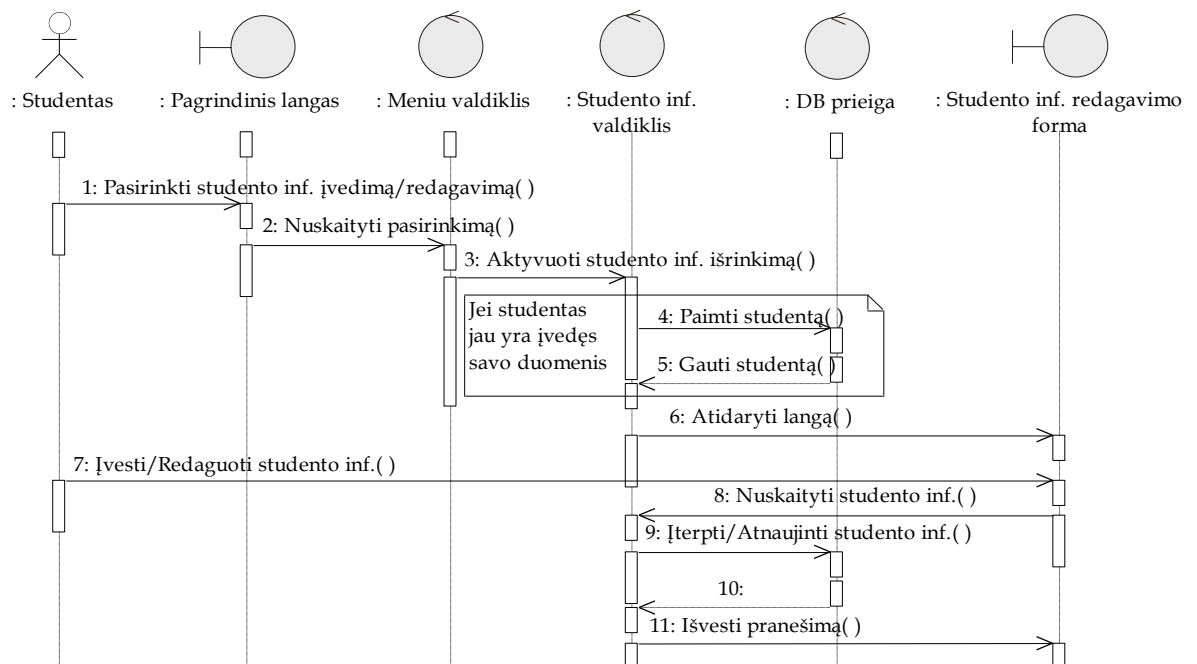 : Studentas
: Pagrindinis langas
: Meniu valdiklis
: Studento inf.
valdiklis
: DB prieiga
: Studento inf. redagavimo
forma
1: Pasirinkti studento inf. įvedimą/redagavimą( )
2: Nuskaityti pasirinkimą( )
3: Aktyvuoti studento inf. išrinkimą( )
Jei studentas
jau yra įvedęs
savo duomenis
4: Paimti studentą( )
5: Gauti studentą( )
6: Atidaryti langą( )
7: Įvesti/Redaguoti studento inf.( )
8: Nuskaityti studento inf.( )
9: Įterpti/Atnaujinti studento inf.( )
10:
11: Išvesti pranešimą( )